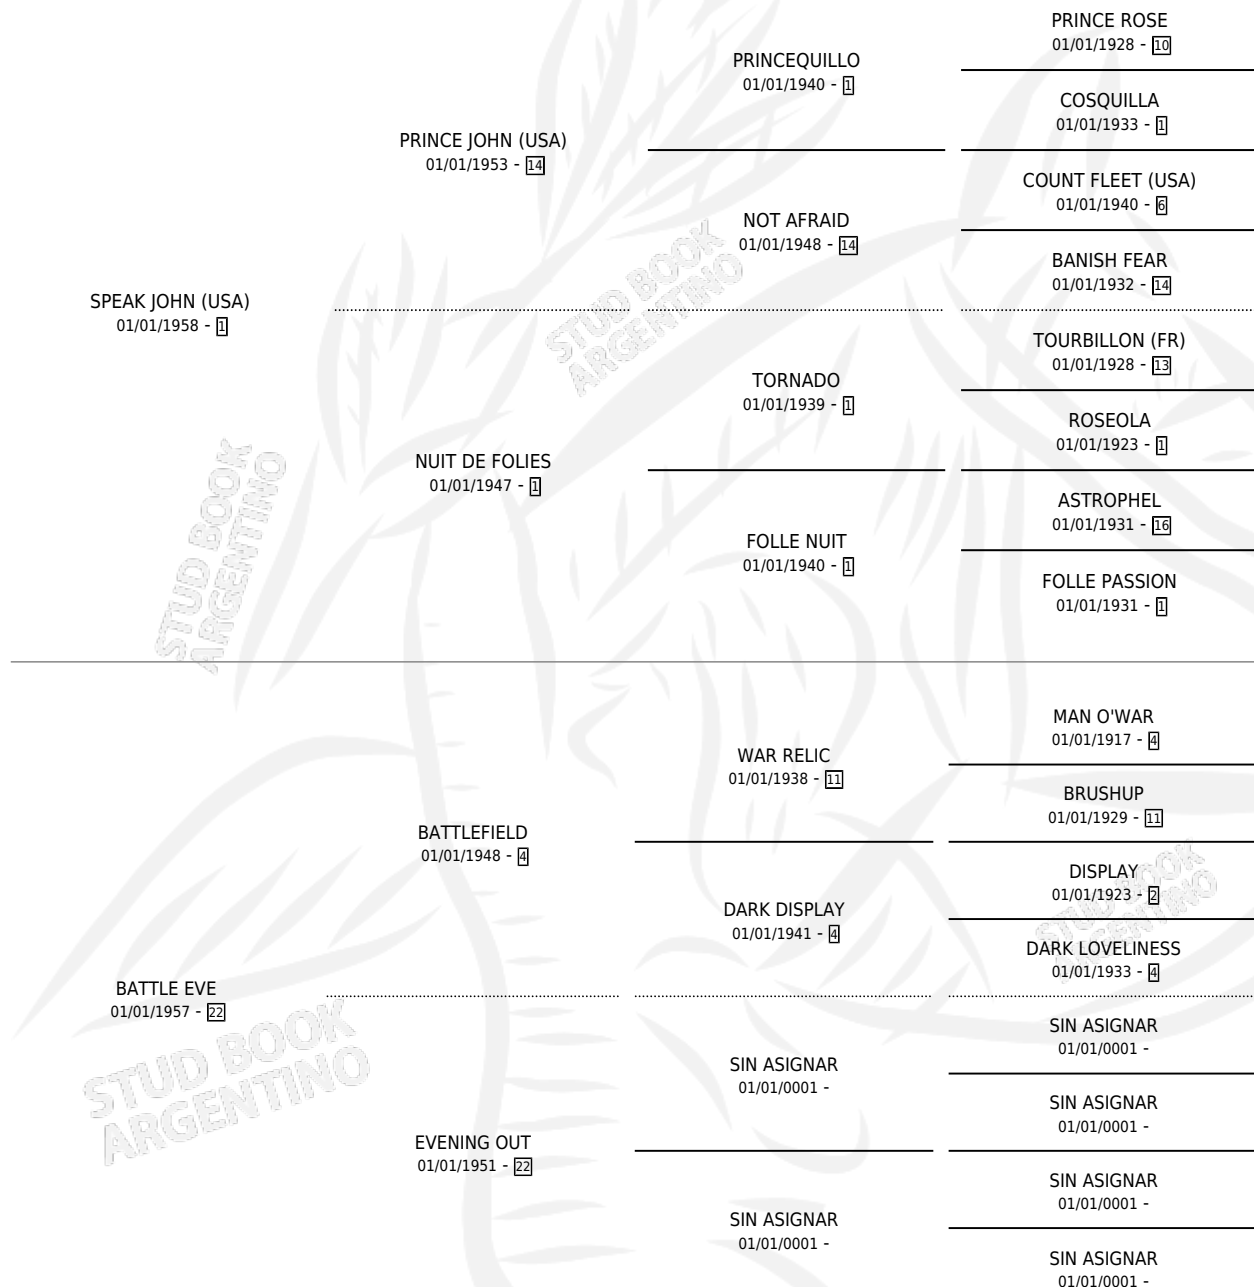 PRINCE ROSE
01/01/1928 - 10
PRINCEQUILLO
01/01/1940 - 1
COSQUILLA
01/01/1933 - 1
PRINCE JOHN (USA)
01/01/1953 - 14
COUNT FLEET (USA)
01/01/1940 - 6
NOT AFRAID
01/01/1948 - 14
BANISH FEAR
01/01/1932 - 14
SPEAK JOHN (USA)
01/01/1958 - 1
TOURBILLON (FR)
01/01/1928 - 13
TORNADO
01/01/1939 - 1
ROSEOLA
01/01/1923 - 1
NUIT DE FOLIES
01/01/1947 - 1
ASTROPHEL
01/01/1931 - 16
FOLLE NUIT
01/01/1940 - 1
FOLLE PASSION
01/01/1931 - 1
MAN O'WAR
01/01/1917 - 4
WAR RELIC
01/01/1938 - 11
BRUSHUP
01/01/1929 - 11
BATTLEFIELD
01/01/1948 - 4
DISPLAY
01/01/1923 - 2
DARK DISPLAY
01/01/1941 - 4
DARK LOVELINESS
01/01/1933 - 4
BATTLE EVE
01/01/1957 - 22
SIN ASIGNAR
01/01/0001 -
SIN ASIGNAR
01/01/0001 -
SIN ASIGNAR
01/01/0001 -
EVENING OUT
01/01/1951 - 22
SIN ASIGNAR
01/01/0001 -
SIN ASIGNAR
01/01/0001 -
SIN ASIGNAR
01/01/0001 -
STUD BOOK
ARGENTINO
STUD BOOK
ARGENTINO
STUD BOOK
ARGENTINO
STUD BOOK
ARGENTINO